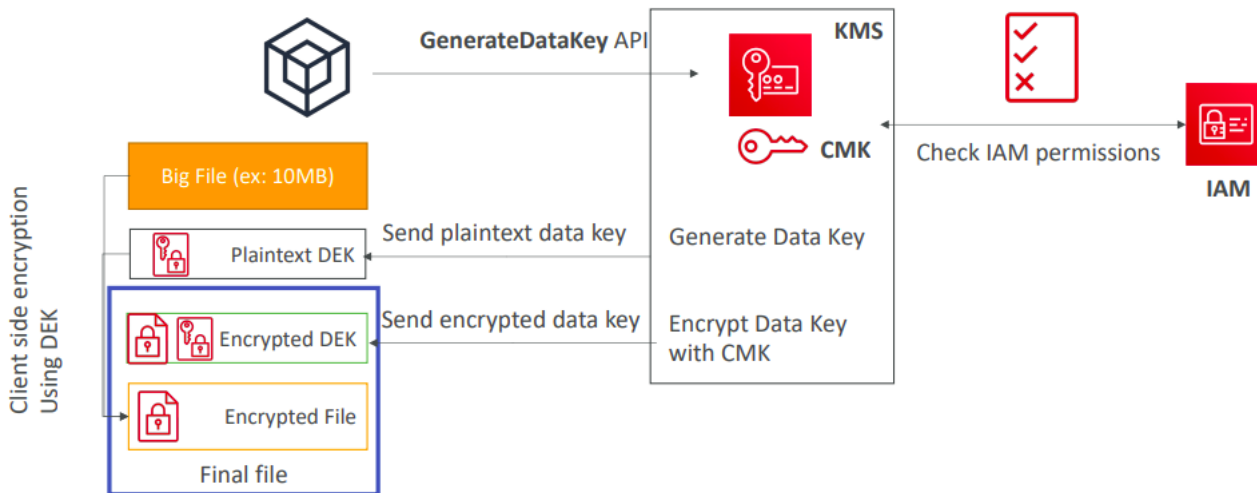 GenerateDataKey API
KMS
CMK
Check IAM permissions
IAM
Big File (ex: 10MB)
Send plaintext data key
Generate Data Key
Plaintext DEK
Client side encryption
Using DEK
Send encrypted data key
Encrypt Data Key
with CMK
Encrypted DEK
Encrypted File
Final file